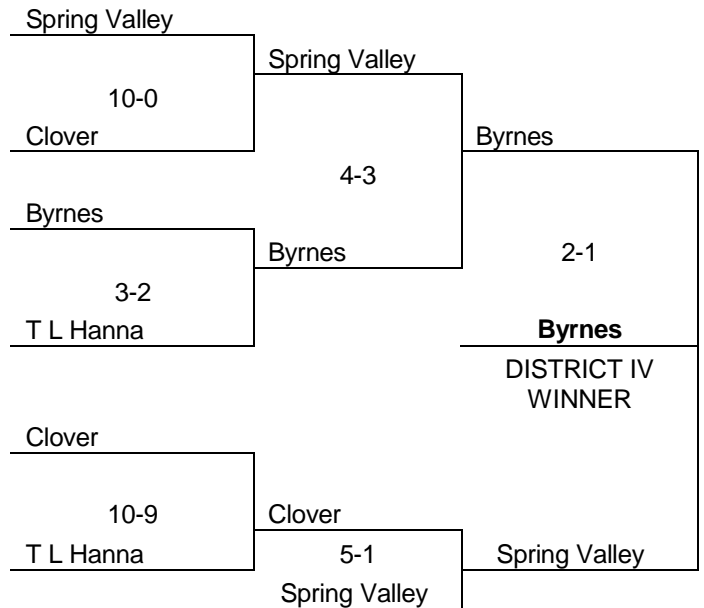 Spring Valley
Spring Valley
10-0
Clover
Byrnes
4-3
Byrnes
Byrnes
2-1
3-2
T L Hanna
Byrnes
DISTRICT IV
WINNER
Clover
10-9
Clover
T L Hanna
5-1
Spring Valley
Spring Valley